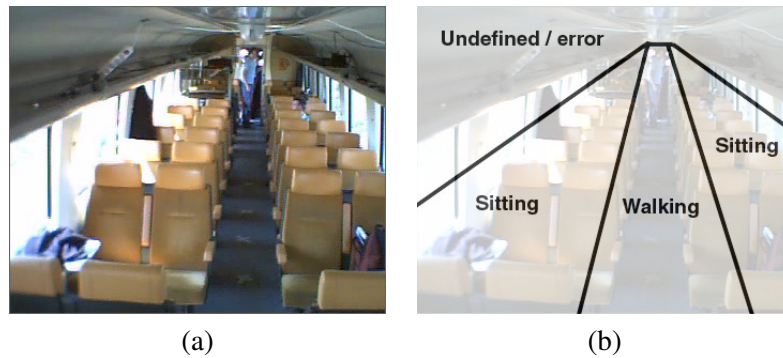 Undefined / error
Sitting
Sitting
Walking
(a)
(b)